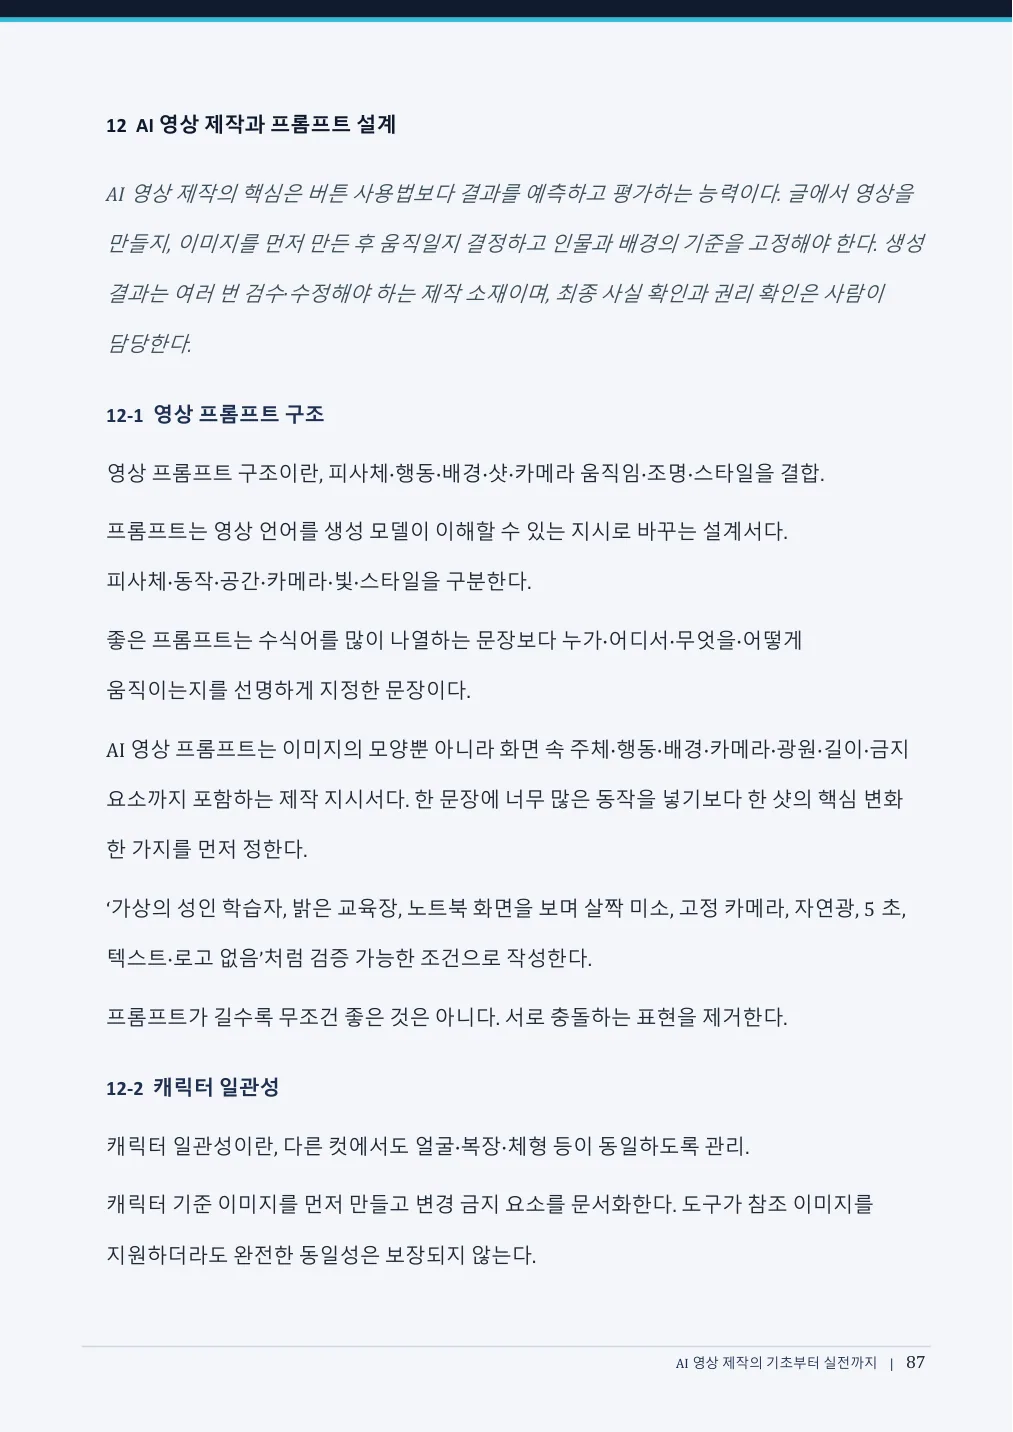 12 AI 영상 제작과 프롬프트 설계
AI 영상 제작의 핵심은 버튼 사용법보다 결과를 예측하고 평가하는 능력이다. 글에서 영상을
만들지, 이미지를 먼저 만든 후 움직일지 결정하고 인물과 배경의 기준을 고정해야 한다. 생성
결과는 여러 번 검수·수정해야 하는 제작 소재이며, 최종 사실 확인과 권리 확인은 사람이
담당한다.
12-1 영상 프롬프트 구조
영상 프롬프트 구조이란, 피사체·행동·배경·샷·카메라 움직임·조명·스타일을 결합.
프롬프트는 영상 언어를 생성 모델이 이해할 수 있는 지시로 바꾸는 설계서다.
피사체·동작·공간·카메라·빛·스타일을 구분한다.
좋은 프롬프트는 수식어를 많이 나열하는 문장보다 누가·어디서·무엇을·어떻게
움직이는지를 선명하게 지정한 문장이다.
AI 영상 프롬프트는 이미지의 모양뿐 아니라 화면 속 주체·행동·배경·카메라·광원·길이·금지
요소까지 포함하는 제작 지시서다. 한 문장에 너무 많은 동작을 넣기보다 한 샷의 핵심 변화
한 가지를 먼저 정한다.
‘가상의 성인 학습자, 밝은 교육장, 노트북 화면을 보며 살짝 미소, 고정 카메라, 자연광, 5 초,
텍스트·로고 없음’처럼 검증 가능한 조건으로 작성한다.
프롬프트가 길수록 무조건 좋은 것은 아니다. 서로 충돌하는 표현을 제거한다.
12-2 캐릭터 일관성
캐릭터 일관성이란, 다른 컷에서도 얼굴·복장·체형 등이 동일하도록 관리.
캐릭터 기준 이미지를 먼저 만들고 변경 금지 요소를 문서화한다. 도구가 참조 이미지를
지원하더라도 완전한 동일성은 보장되지 않는다.
AI 영상 제작의 기초부터 실전까지 | 87